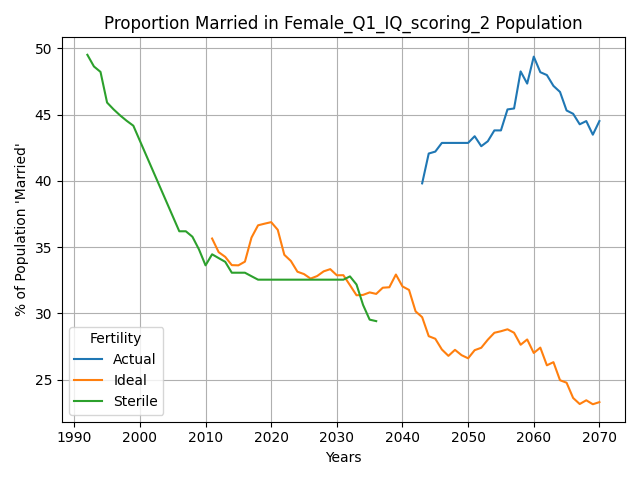 Proportion Married in Female_Q1_IQ_scoring_2 Population
% of Population 'Married'
50
45
40
35
30
25
Fertility
Actual
Ideal
Sterile
1990 2000 2010 2020 2030 2040 2050 2060 2070
Years